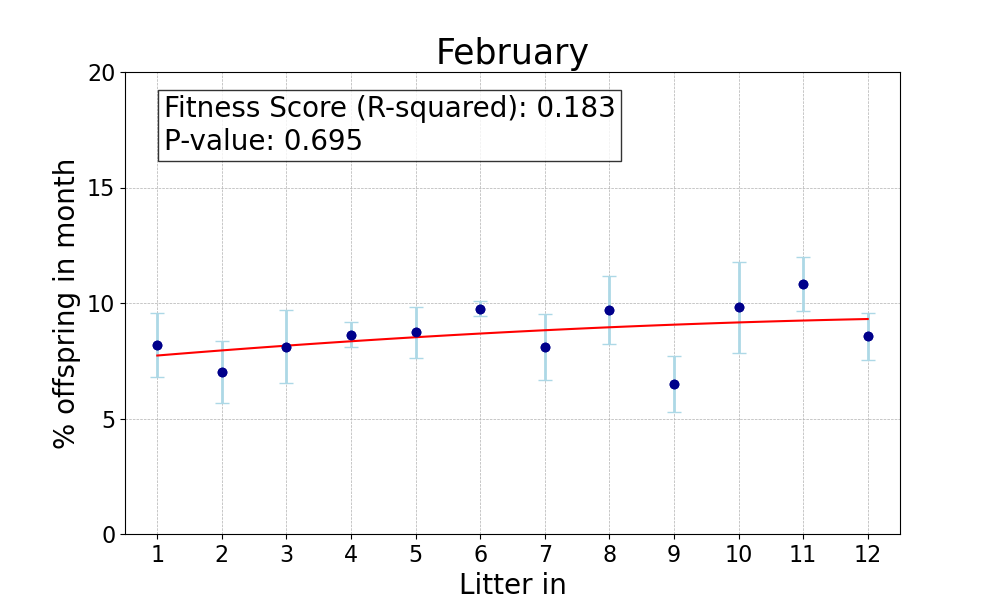 February
Fitness Score (R-squared): 0.183
P-value: 0.695
% offspring in month
20
15
10
5
0
1 2 3 4 5 6 7 8 9 10 11 12
Litter in